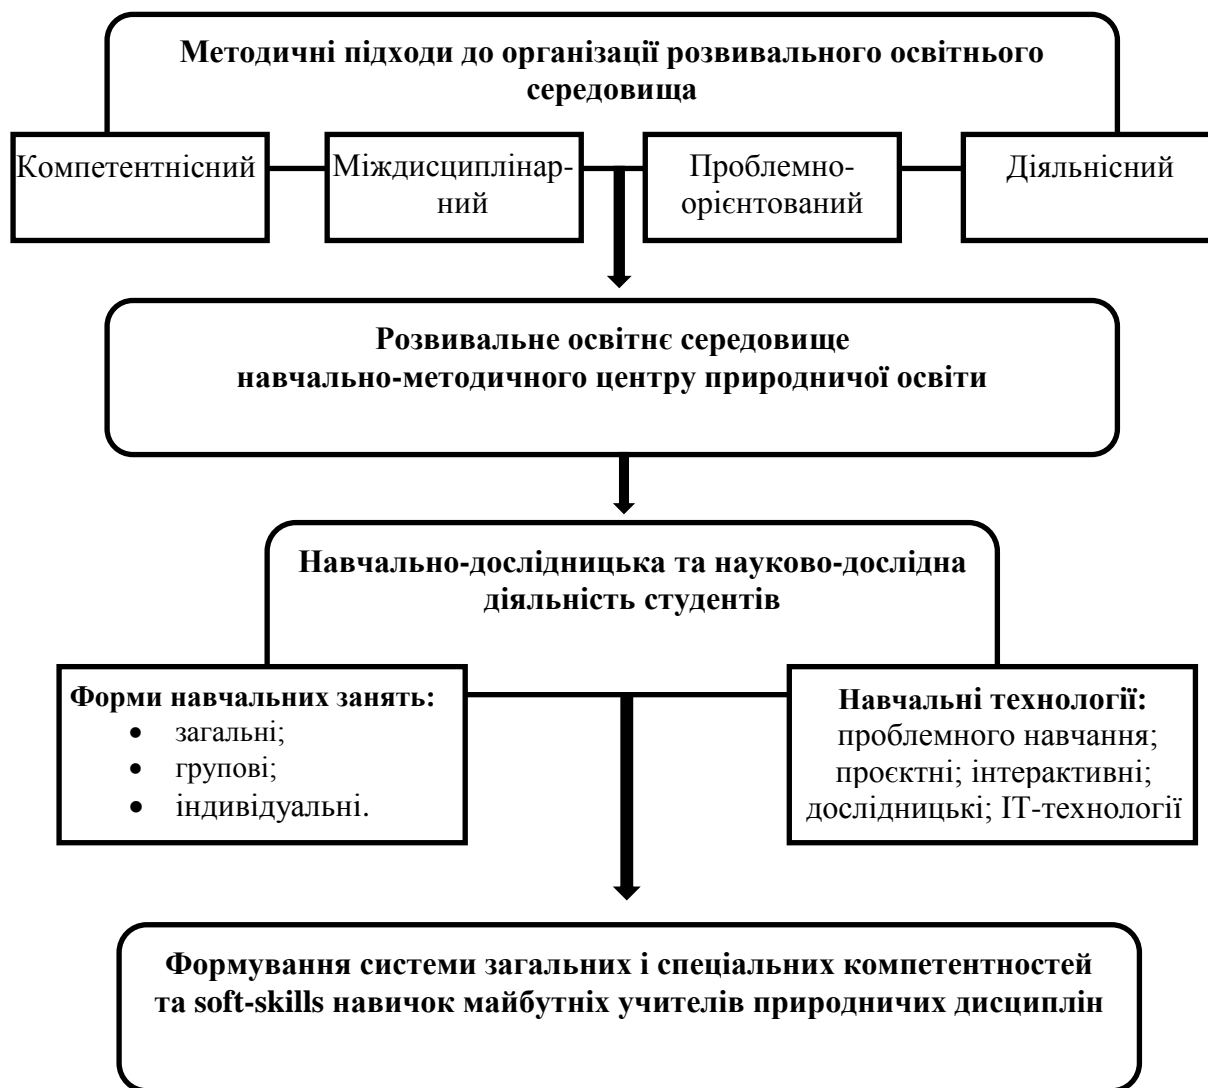 Методичні підходи до організації розвивального освітнього
середовища
Компетентнісний
Міждисциплінар-
ний
Проблемно-
орієнтований
Діяльнісний
Розвивальне освітнє середовище
навчально-методичного центру природничої освіти
Навчально-дослідницька та науково-дослідна
діяльність студентів
Форми навчальних занять:
• загальні;
• групові;
• індивідуальні.
Навчальні технології:
проблемного навчання;
проєктні; інтерактивні;
дослідницькі; ІТ-технології
Формування системи загальних і спеціальних компетентностей
та soft-skills навичок майбутніх учителів природничих дисциплін